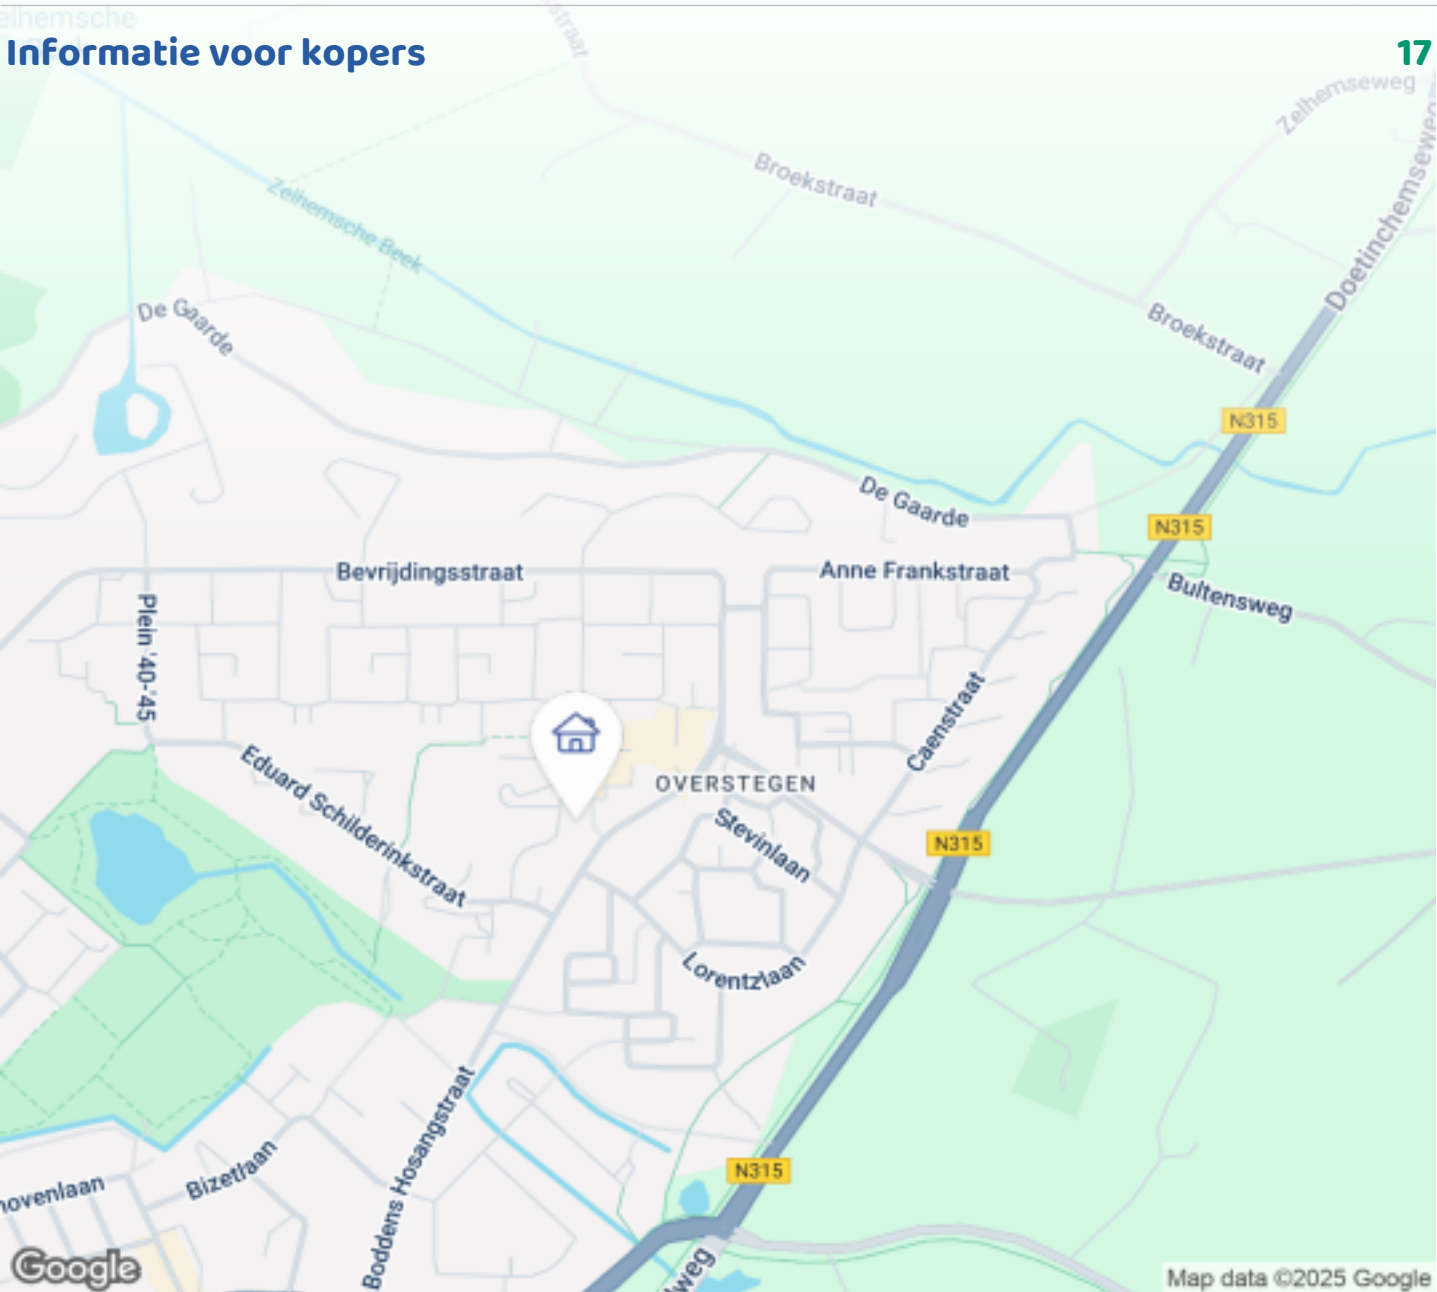 Informatie voor kopers
17
Zelhemseweg
Broekstraat
Zelhemsche Beek
Doetinchemseweg
De Gaarde
Broekstraat
N315
De Gaarde
N315
Bevrijdingsstraat
Anne Frankstraat
Bultensweg
Plein '40-'45
Caenstraat
Eduard Schilderinkstraat
OVERSTEGEN
Stevinlaan
N315
Lorentzlaan
Boddens Hosangstraat
Bizetlaan
N315
Google
Map data ©2025 Google